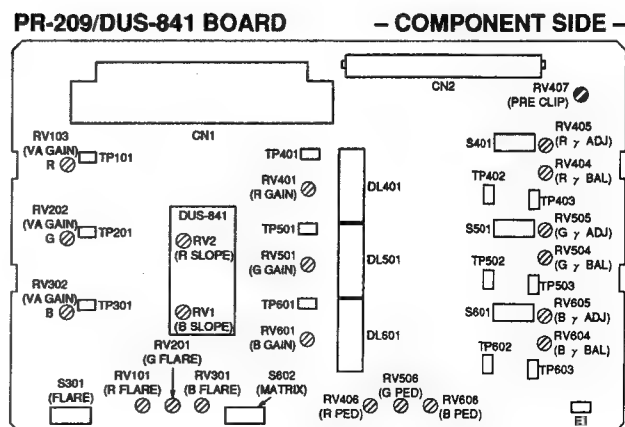 PR-209/DUS-841 BOARD – COMPONENT SIDE –
CN1
CN2
RV407
(PRE CLIP)
RV103
(VA GAIN)
R
TP101
RV202
(VA GAIN)
G
TP201
RV302
(VA GAIN)
B
TP301
DUS-841
RV2
(R SLOPE)
RV1
(B SLOPE)
TP401
RV401
(R GAIN)
TP501
RV501
(G GAIN)
TP601
RV601
(B GAIN)
DL401
DL501
DL601
S401
RV405
(R γ ADJ)
RV404
(R γ BAL)
TP402
TP403
S501
RV505
(G γ ADJ)
RV504
(G γ BAL)
TP502
TP503
S601
RV605
(B γ ADJ)
RV604
(B γ BAL)
TP602
TP603
S301
(FLARE)
RV101
(R FLARE)
RV201
(G FLARE)
RV301
(B FLARE)
S602
(MATRIX)
RV406
(R PED)
RV506
(G PED)
RV606
(B PED)
E1